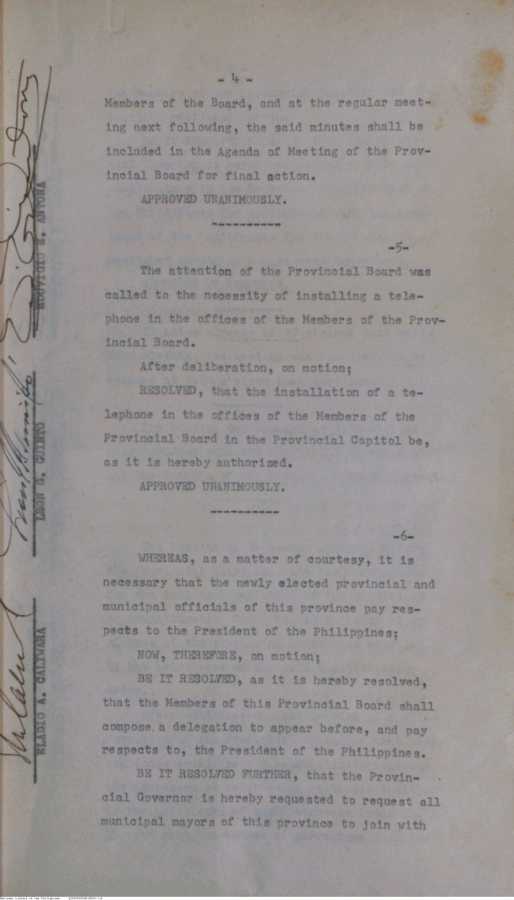 - 4 -
Members of the Board, and at the regular meet-
ing next following, the said minutes shall be
included in the Agenda of Meeting of the Prov-
incial Board for final action.
APPROVED UNANIMOUSLY.
-----------
-5-
The attention of the Provincial Board was
called to the necessity of installing a tele-
phone in the offices of the Members of the Prov-
incial Board.
After deliberation, on motion;
RESOLVED, that the installation of a te-
lephone in the offices of the Members of the
Provincial Board in the Provincial Capitol be,
as it is hereby authorized.
APPROVED UNANIMOUSLY.
-----------
-6-
WHEREAS, as a matter of courtesy, it is
necessary that the newly elected provincial and
municipal officials of this province pay res-
pects to the President of the Philippines;
NOW, THEREFORE, on motion;
BE IT RESOLVED, as it is hereby resolved,
that the Members of this Provincial Board shall
compose a delegation to appear before, and pay
respects to, the President of the Philippines.
BE IT RESOLVED FURTHER, that the Provin-
cial Governor is hereby requested to request all
municipal mayors of this province to join with
ELADIO A. CALIWARA
LEON G. GUINTO
E. ANTONA